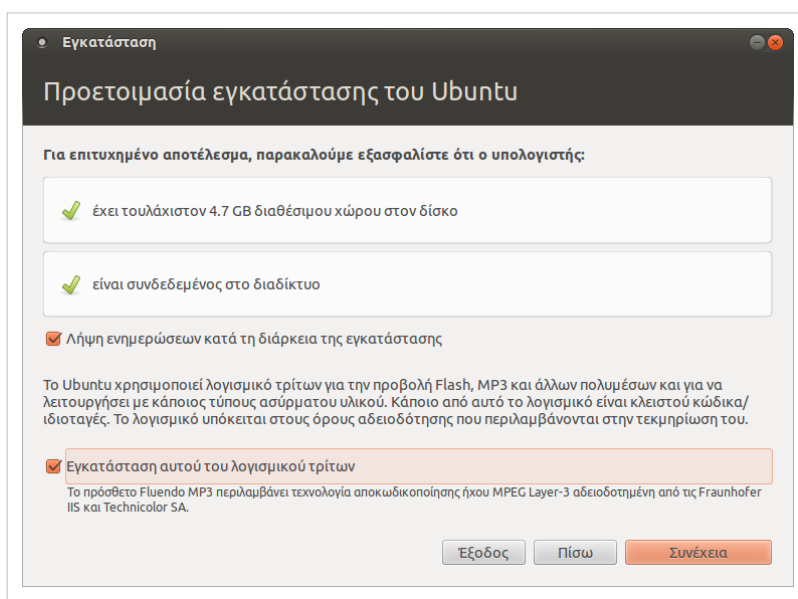 Εγκατάσταση
Προετοιμασία εγκατάστασης του Ubuntu
Για επιτυχημένο αποτέλεσμα, παρακαλούμε εξασφαλίστε ότι ο υπολογιστής:
έχει τουλάχιστον 4.7 GB διαθέσιμου χώρου στον δίσκο
είναι συνδεδεμένος στο διαδίκτυο
Λήψη ενημερώσεων κατά τη διάρκεια της εγκατάστασης
Το Ubuntu χρησιμοποιεί λογισμικό τρίτων για την προβολή Flash, MP3 και άλλων πολυμέσων και για να
λειτουργήσει με κάποιος τύπους ασύρματου υλικού. Κάποιο από αυτό το λογισμικό είναι κλειστού κώδικα/
ιδιοταγές. Το λογισμικό υπόκειται στους όρους αδειοδότησης που περιλαμβάνονται στην τεκμηρίωση του.
Εγκατάσταση αυτού του λογισμικού τρίτων
Το πρόσθετο Fluendo MP3 περιλαμβάνει τεχνολογία αποκωδικοποίησης ήχου MPEG Layer-3 αδειοδοτημένη από τις Fraunhofer
IIS και Technicolor SA.
Έξοδος Πίσω Συνέχεια